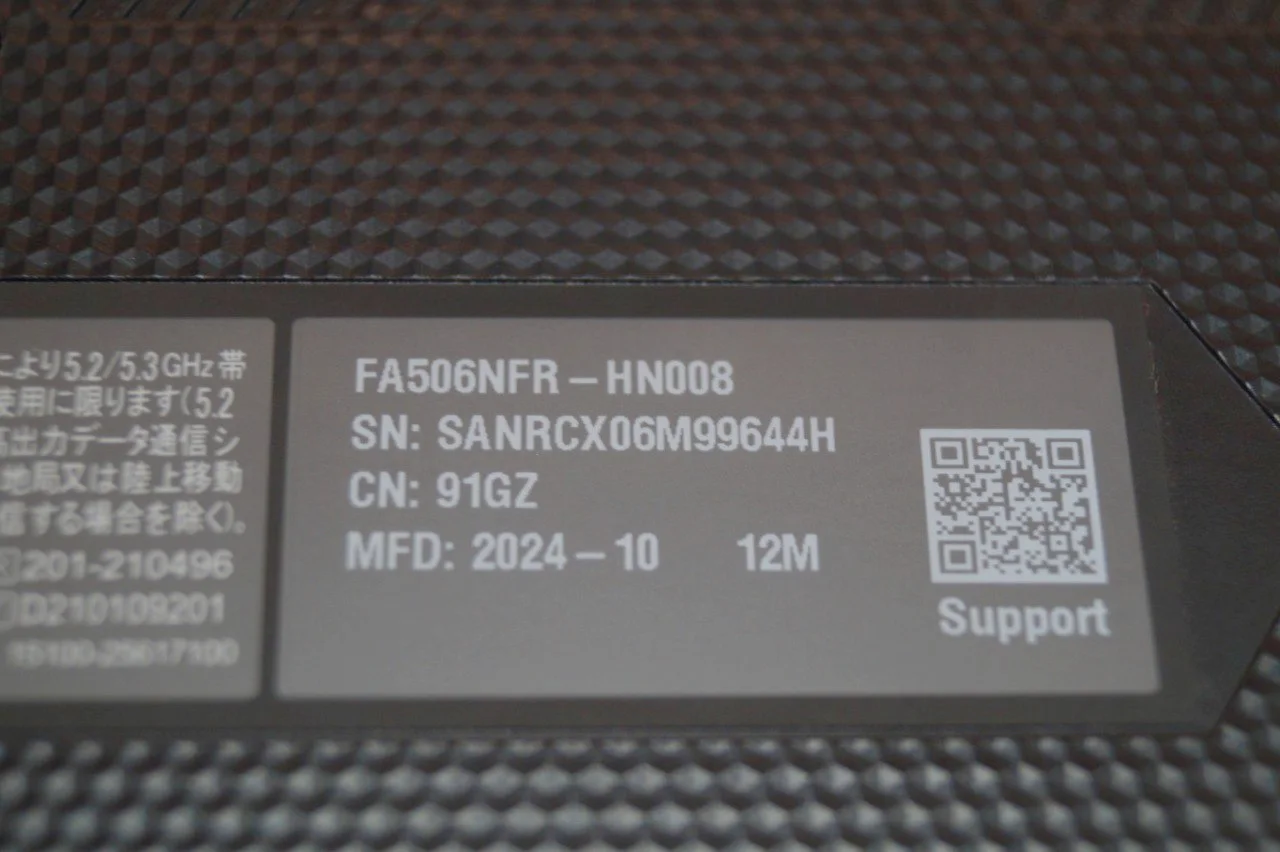 により5.2/5.3GHz帯
使用に限ります(5.2
高出力データ通信シ
地局又は陸上移動
信する場合を除く)。
201-210496
D210109201
15100-25617100
FA506NFR-HN008
SN: SANRCX06M99644H
CN: 91GZ
MFD: 2024-10 12M
Support